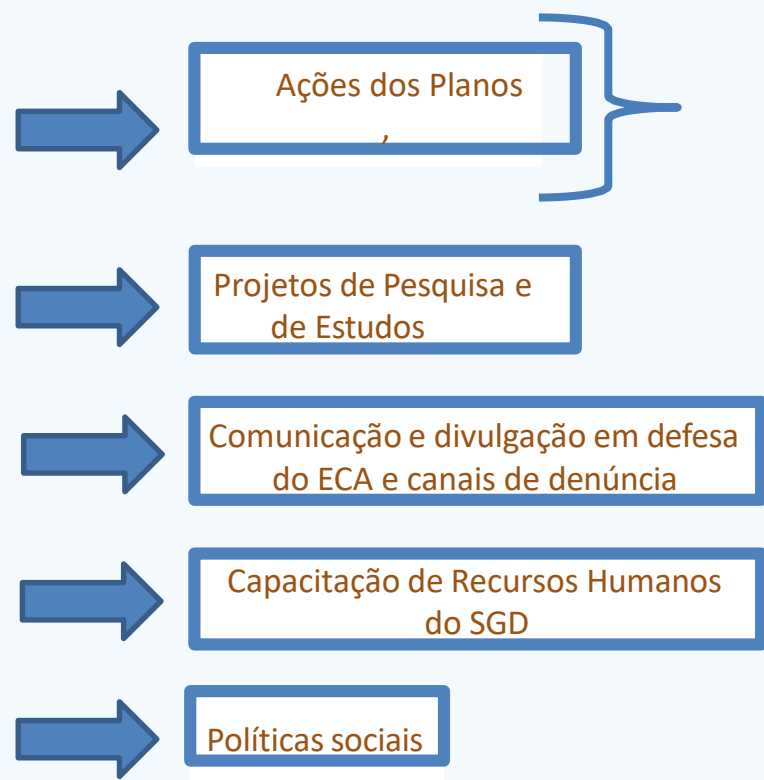 Ações dos Planos
,
Projetos de Pesquisa e
de Estudos
Comunicação e divulgação em defesa
do ECA e canais de denúncia
Capacitação de Recursos Humanos
do SGD
Políticas sociais